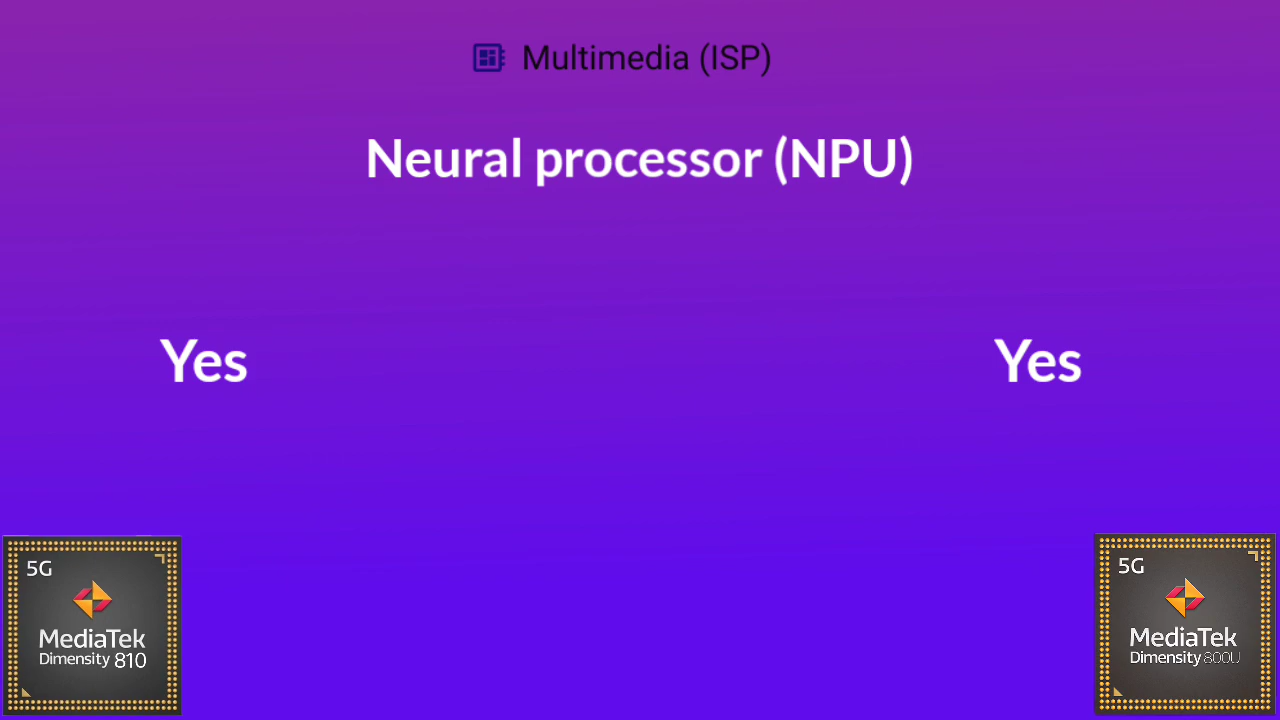 Multimedia (ISP)
Neural processor (NPU)
Yes
Yes
5G
MediaTek
Dimensity 810
5G
MediaTek
Dimensity 800U